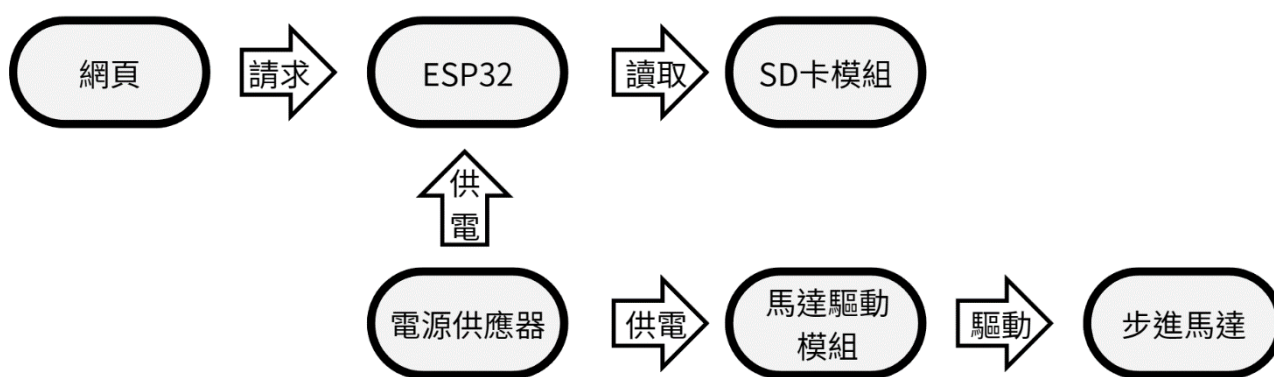 網頁
請求
ESP32
讀取
SD卡模組
供
電
電源供應器
供電
馬達驅動
模組
驅動
步進馬達